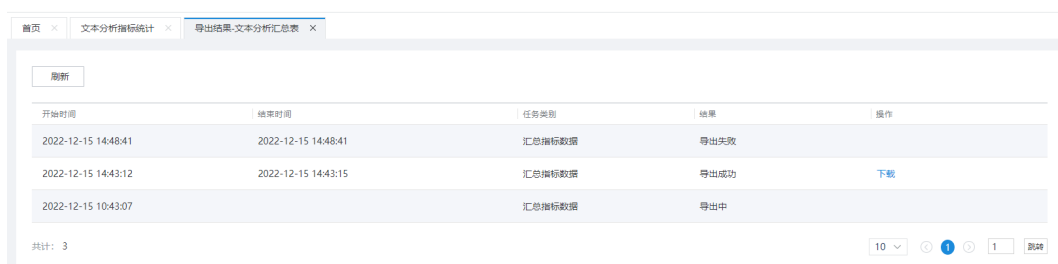 首页 × 文本分析指标统计 × 导出结果-文本分析汇总表 ×
刷新
开始时间 结束时间 任务类别 结果 操作
2022-12-15 14:48:41 2022-12-15 14:48:41 汇总指标数据 导出失败
2022-12-15 14:43:12 2022-12-15 14:43:15 汇总指标数据 导出成功 下载
2022-12-15 10:43:07 汇总指标数据 导出中
共计: 3 10 1 1 跳转